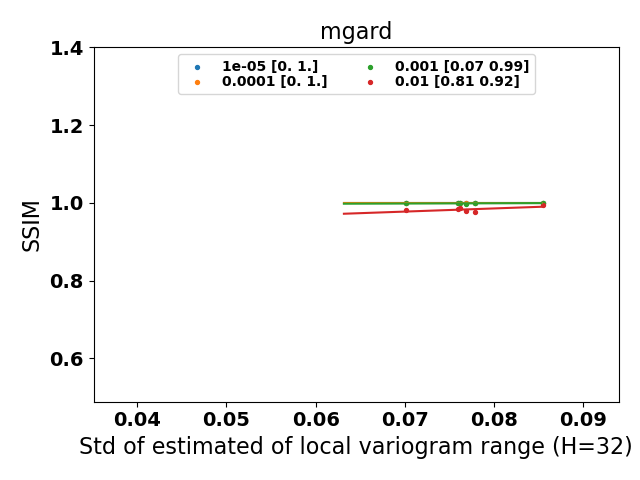 mgard
1e-05 [0. 1.]
0.0001 [0. 1.]
0.001 [0.07 0.99]
0.01 [0.81 0.92]
1.4
1.2
1.0
0.8
0.6
SSIM
0.04 0.05 0.06 0.07 0.08 0.09
Std of estimated of local variogram range (H=32)